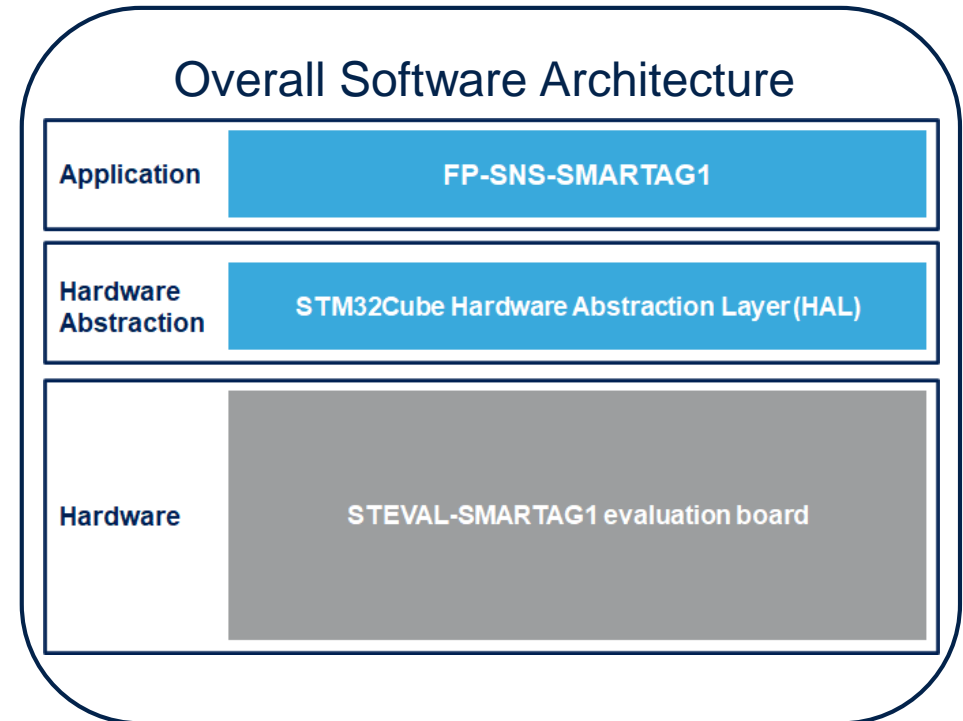 Overall Software Architecture
Application
FP-SNS-SMARTAG1
Hardware
Abstraction
STM32Cube Hardware Abstraction Layer (HAL)
Hardware
STEVAL-SMARTAG1 evaluation board